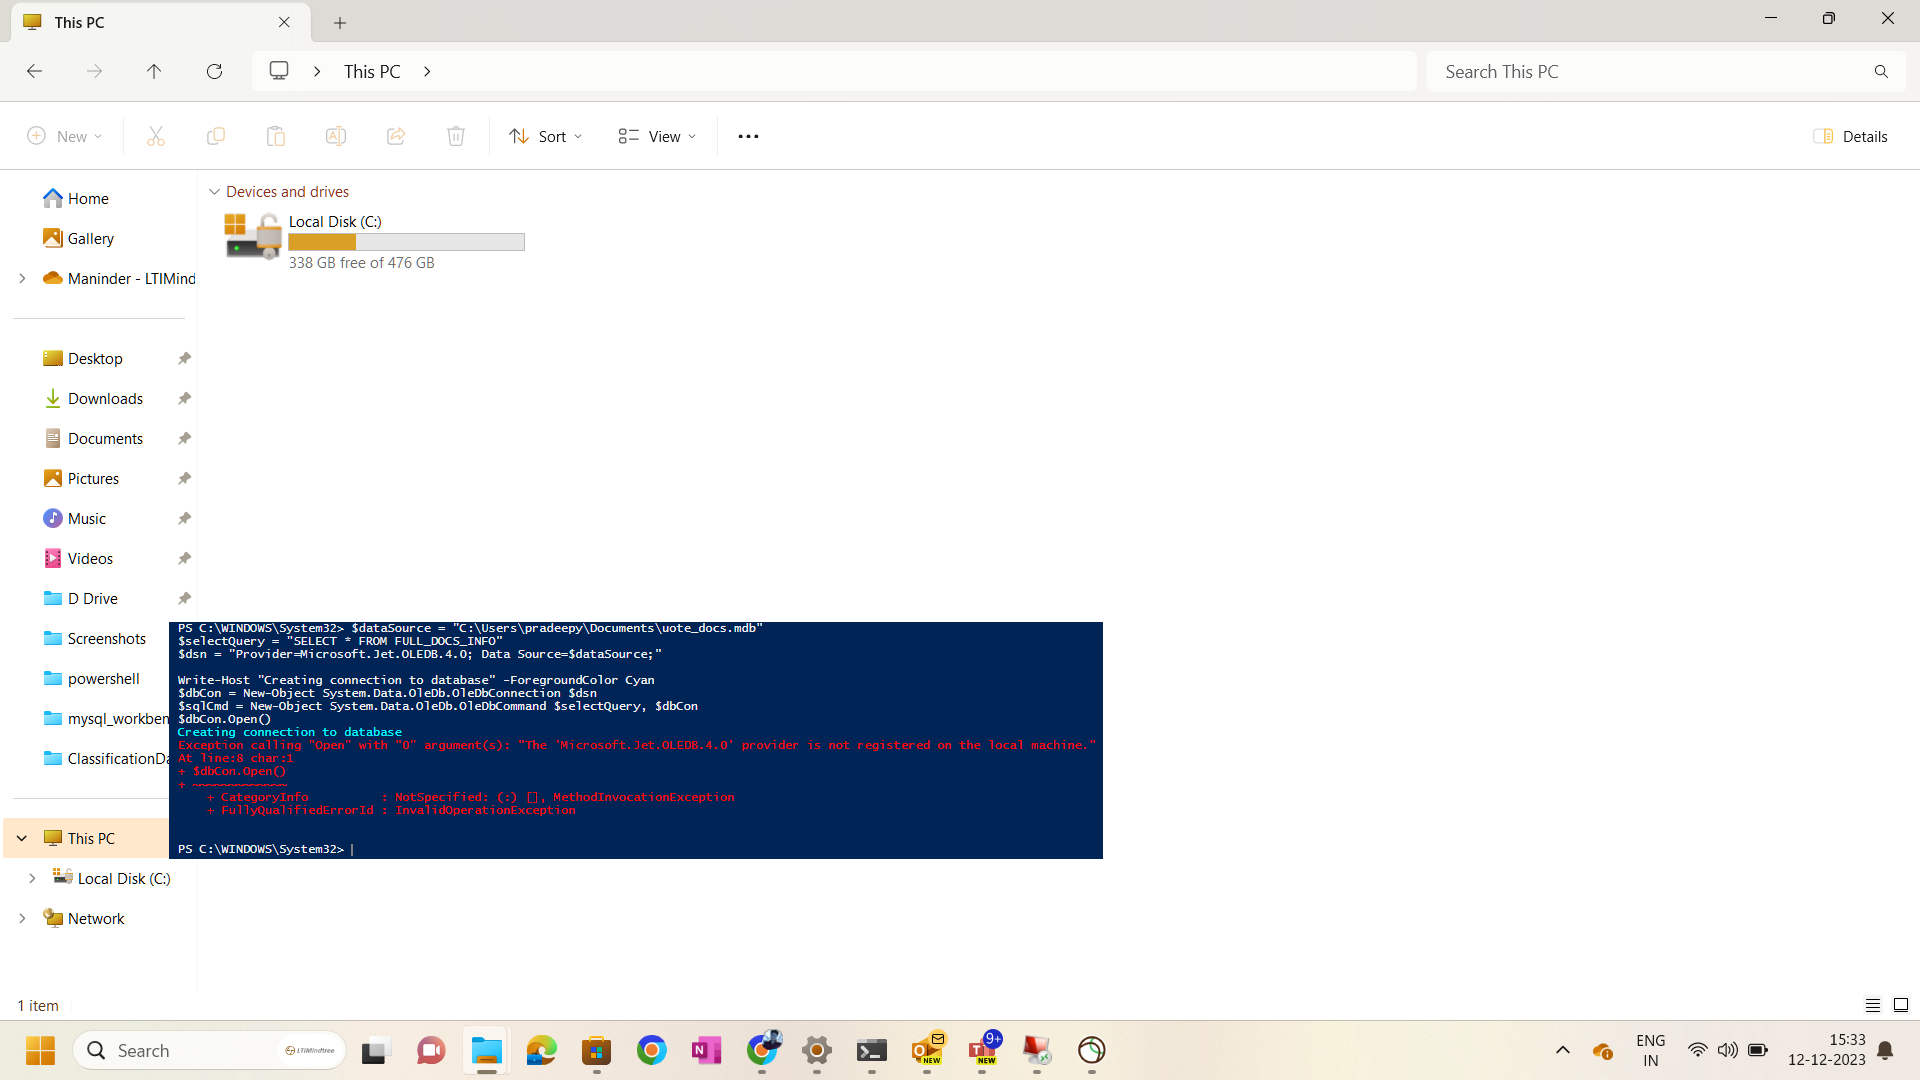 This PC
This PC
Search This PC
New
Sort
View
Details
Home
Gallery
Maninder - LTIMind
Desktop
Downloads
Documents
Pictures
Music
Videos
D Drive
Screenshots
powershell
mysql_workben
ClassificationDa
This PC
Local Disk (C:)
Network
Devices and drives
Local Disk (C:)
338 GB free of 476 GB
PS C:\WINDOWS\System32> $dataSource = "C:\Users\pradeepy\Documents\uote_docs.mdb"
$selectQuery = "SELECT * FROM FULL_DOCS_INFO"
$dsn = "Provider=Microsoft.Jet.OLEDB.4.0; Data Source=$dataSource;"
Write-Host "Creating connection to database" -ForegroundColor Cyan
$dbCon = New-Object System.Data.OleDb.OleDbConnection $dsn
$sqlCmd = New-Object System.Data.OleDb.OleDbCommand $selectQuery, $dbCon
$dbCon.Open()
Creating connection to database
Exception calling "Open" with "0" argument(s): "The 'Microsoft.Jet.OLEDB.4.0' provider is not registered on the local machine."
At line:8 char:1
+ $dbCon.Open()
+ ~~~~~~~~~~~~~
+ CategoryInfo : NotSpecified: (:) [], MethodInvocationException
+ FullyQualifiedErrorId : InvalidOperationException
PS C:\WINDOWS\System32>
1 item
Search
LTIMindtree
NEW
9+
NEW
ENG
IN
15:33
12-12-2023